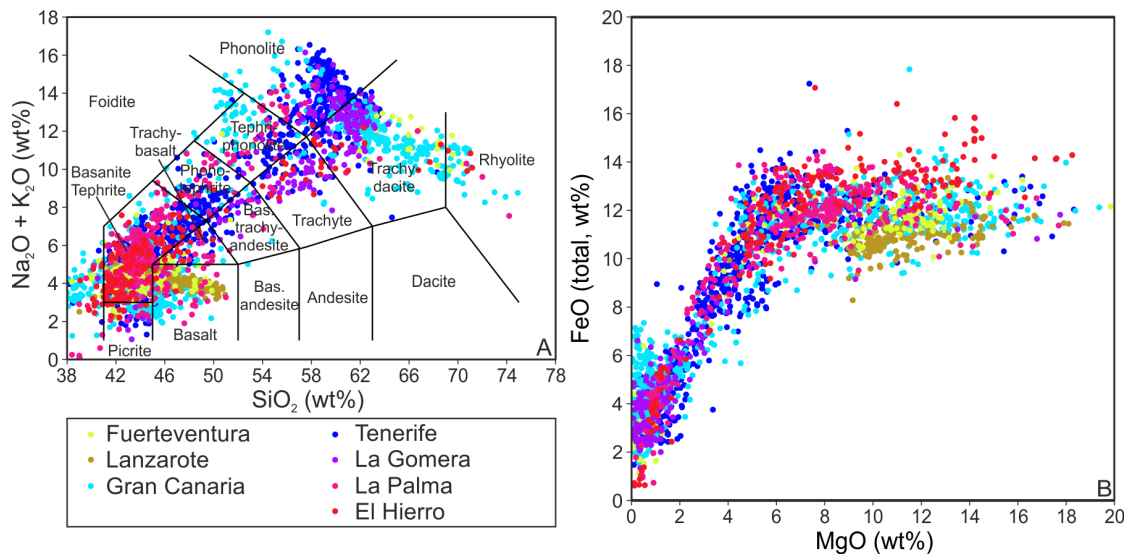 18
16
14
12
10
8
6
4
2
0
Na₂O + K₂O (wt%)
Phonolite
Foidite
Trachy-
basalt
Tephri-
phonolite
Basanite
Tephrite
Phono-
tephrite
Trachy-
dacite
Rhyolite
Bas.
trachy-
andesite
Trachyte
Bas.
andesite
Andesite
Dacite
Basalt
Picrite
A
38 42 46 50 54 58 62 66 70 74 78
SiO₂ (wt%)
Fuerteventura
Lanzarote
Gran Canaria
Tenerife
La Gomera
La Palma
El Hierro
20
18
16
14
12
10
8
6
4
2
0
FeO (total, wt%)
B
0 2 4 6 8 10 12 14 16 18 20
MgO (wt%)